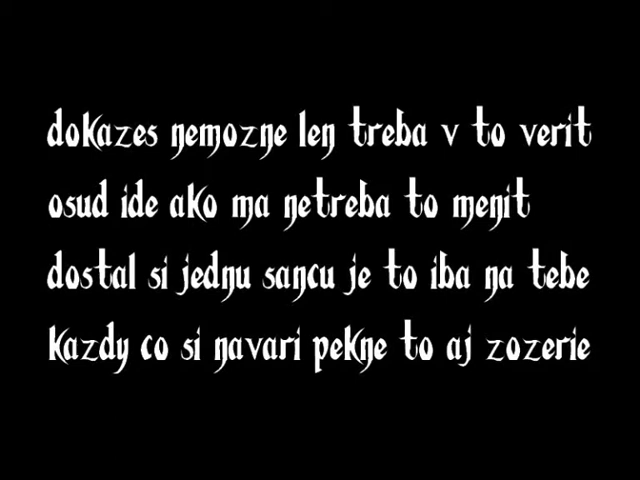 dokazes nemozne len treba v to verit
osud ide ako ma netreba to menit
dostal si jednu sancu je to iba na tebe
kazdy co si navari pekne to aj zozerie